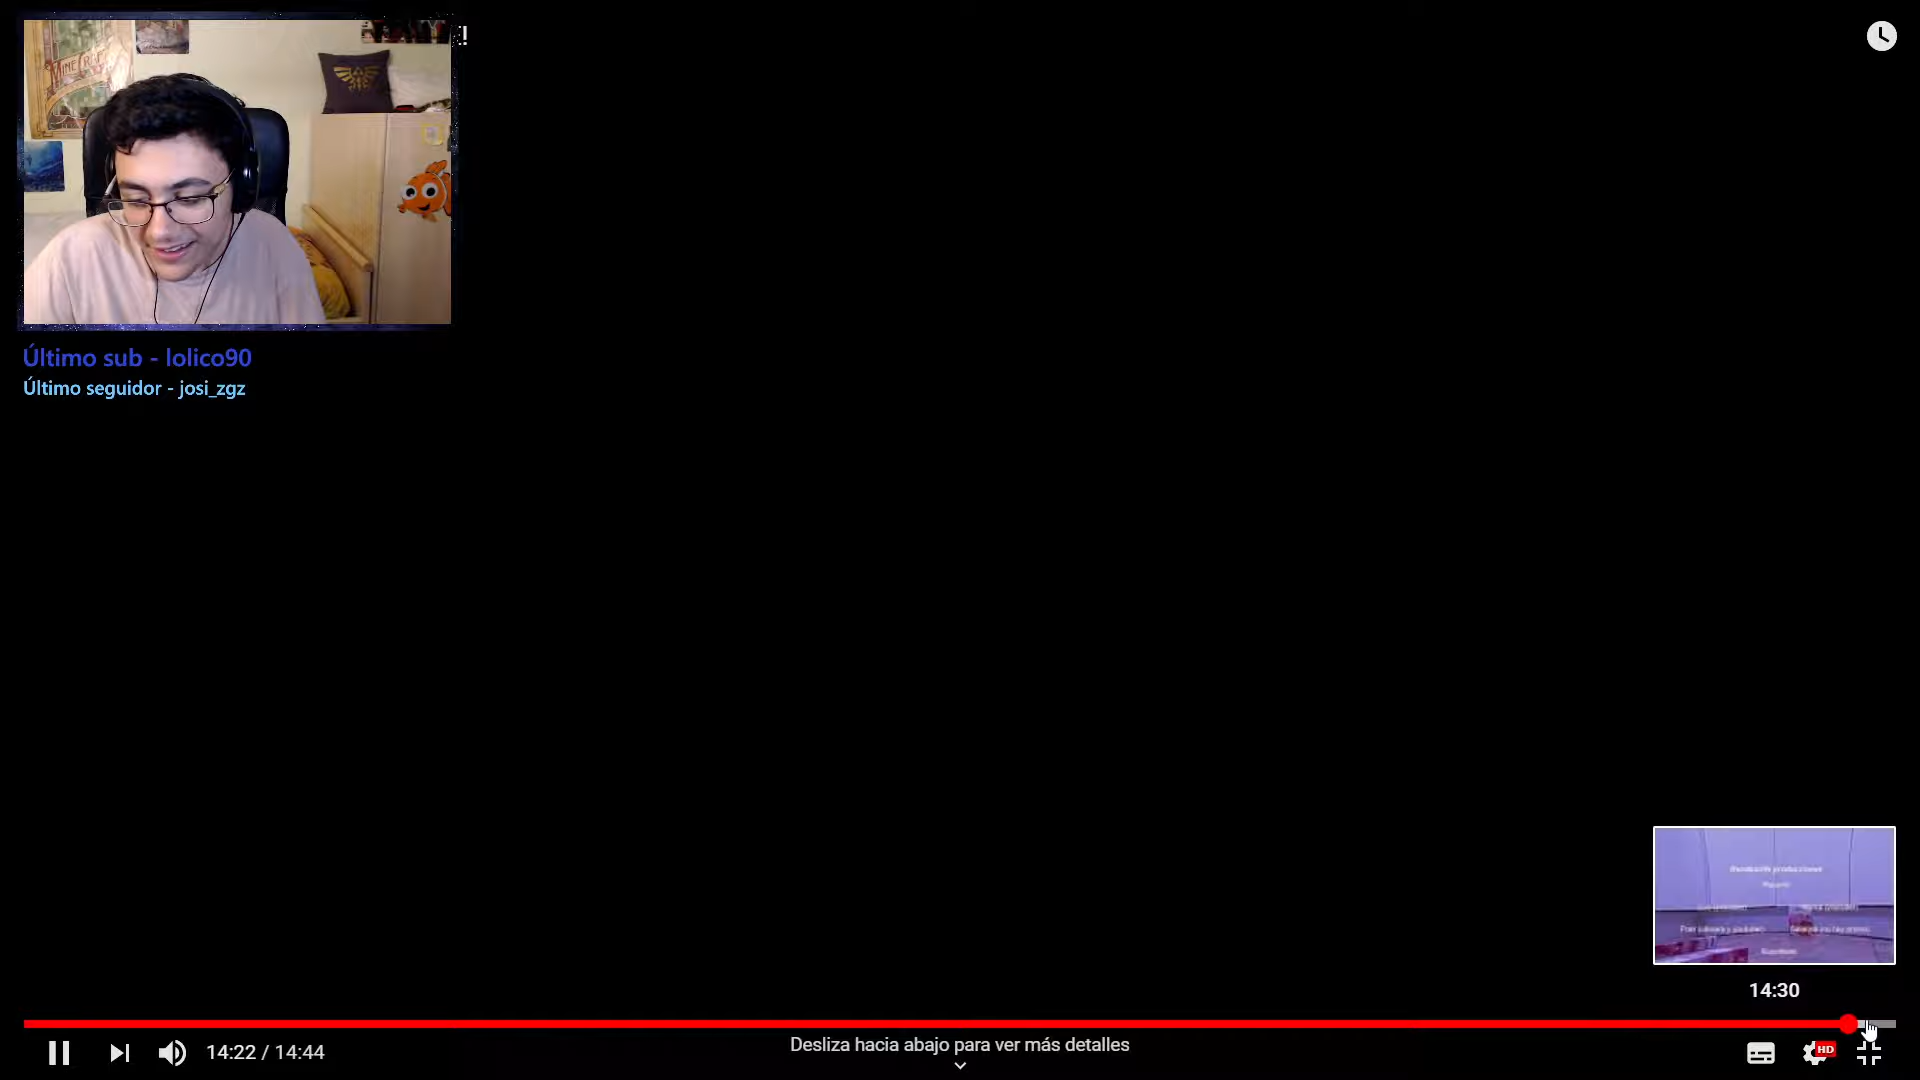 MINECRAFT
!
Último sub - lolico90
Último seguidor - josi_zgz
14:30
14:22 / 14:44
Desliza hacia abajo para ver más detalles
HD